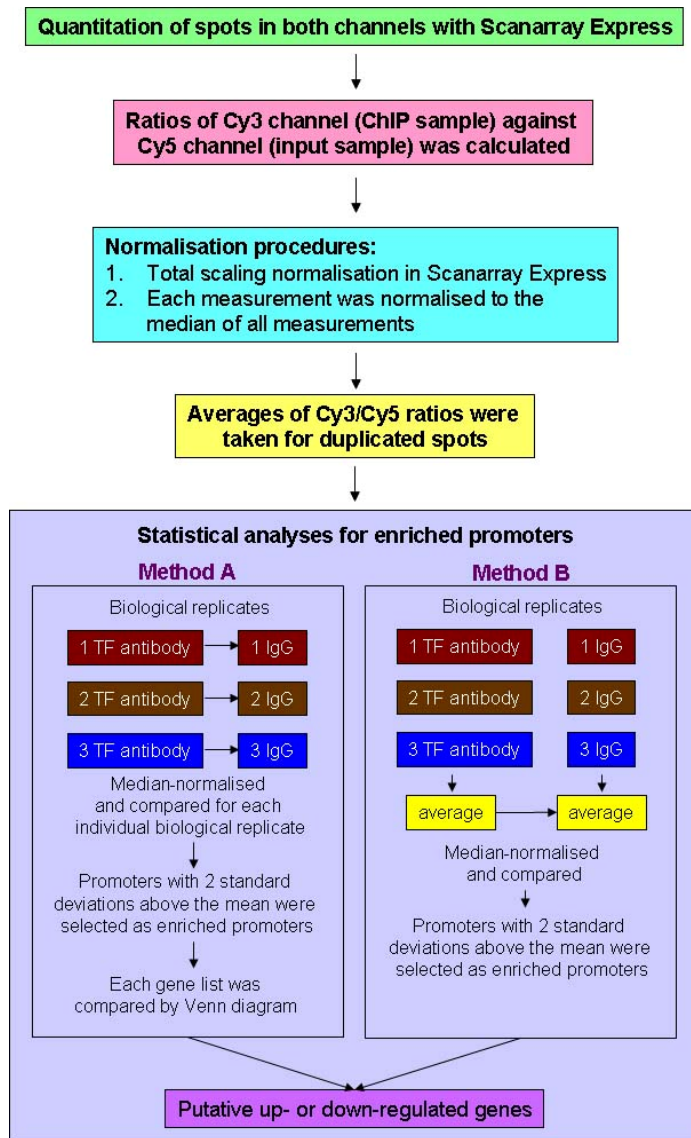 Quantitation of spots in both channels with Scanarray Express
Ratios of Cy3 channel (ChIP sample) against
Cy5 channel (input sample) was calculated
Normalisation procedures:
1. Total scaling normalisation in Scanarray Express
2. Each measurement was normalised to the
median of all measurements
Averages of Cy3/Cy5 ratios were
taken for duplicated spots
Statistical analyses for enriched promoters
Method A
Biological replicates
1 TF antibody
1 IgG
2 TF antibody
2 IgG
3 TF antibody
3 IgG
Median-normalised
and compared for each
individual biological replicate
Promoters with 2 standard
deviations above the mean were
selected as enriched promoters
Each gene list was
compared by Venn diagram
Method B
Biological replicates
1 TF antibody
1 IgG
2 TF antibody
2 IgG
3 TF antibody
3 IgG
average
average
Median-normalised
and compared
Promoters with 2 standard
deviations above the mean were
selected as enriched promoters
Putative up- or down-regulated genes